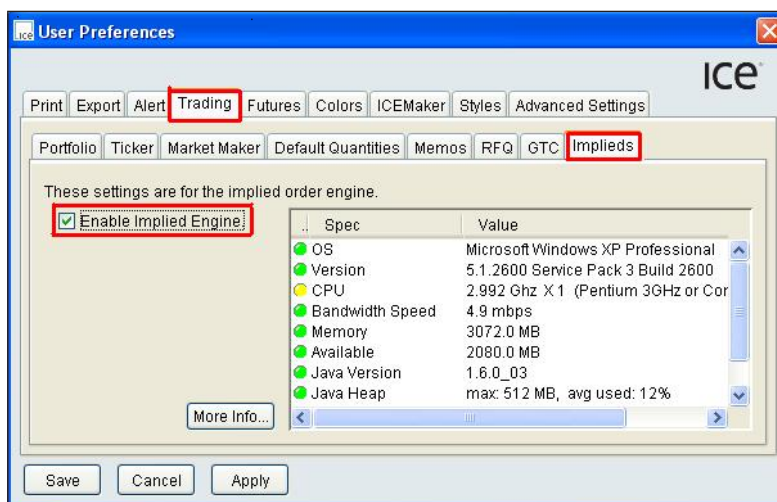 ice User Preferences
ice
Print Export Alert Trading Futures Colors ICEMaker Styles Advanced Settings
Portfolio Ticker Market Maker Default Quantities Memos RFQ GTC Implieds
These settings are for the implied order engine.
Enable Implied Engine
.. Spec Value
OS Microsoft Windows XP Professional
Version 5.1.2600 Service Pack 3 Build 2600
CPU 2.992 Ghz X 1 (Pentium 3GHz or Cor
Bandwidth Speed 4.9 mbps
Memory 3072.0 MB
Available 2080.0 MB
Java Version 1.6.0_03
Java Heap max: 512 MB, avg used: 12%
More Info...
Save Cancel Apply